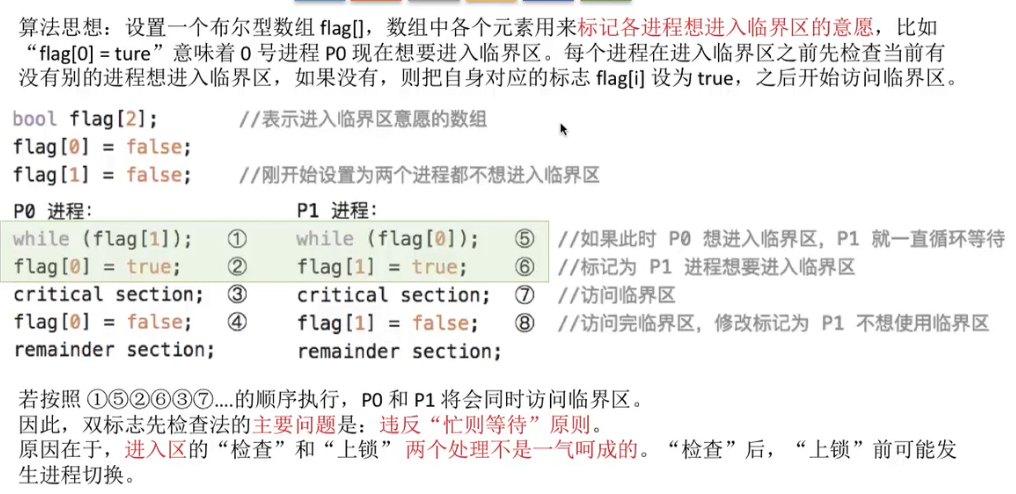 算法思想：设置一个布尔型数组 flag[]，数组中各个元素用来标记各进程想进入临界区的意愿，比如
“flag[0] = ture”意味着 0 号进程 P0 现在想要进入临界区。每个进程在进入临界区之前先检查当前有
没有别的进程想进入临界区，如果没有，则把自身对应的标志 flag[i] 设为 true，之后开始访问临界区。
bool flag[2]; //表示进入临界区意愿的数组
flag[0] = false;
flag[1] = false; //刚开始设置为两个进程都不想进入临界区
P0 进程： P1 进程：
while (flag[1]); ① while (flag[0]); ⑤ //如果此时 P0 想进入临界区，P1 就一直循环等待
flag[0] = true; ② flag[1] = true; ⑥ //标记为 P1 进程想要进入临界区
critical section; ③ critical section; ⑦ //访问临界区
flag[0] = false; ④ flag[1] = false; ⑧ //访问完临界区，修改标记为 P1 不想使用临界区
remainder section; remainder section;
若按照 ①⑤②⑥③⑦….的顺序执行，P0 和 P1 将会同时访问临界区。
因此，双标志先检查法的主要问题是：违反“忙则等待”原则。
原因在于，进入区的“检查”和“上锁” 两个处理不是一气呵成的。“检查”后，“上锁”前可能发
生进程切换。